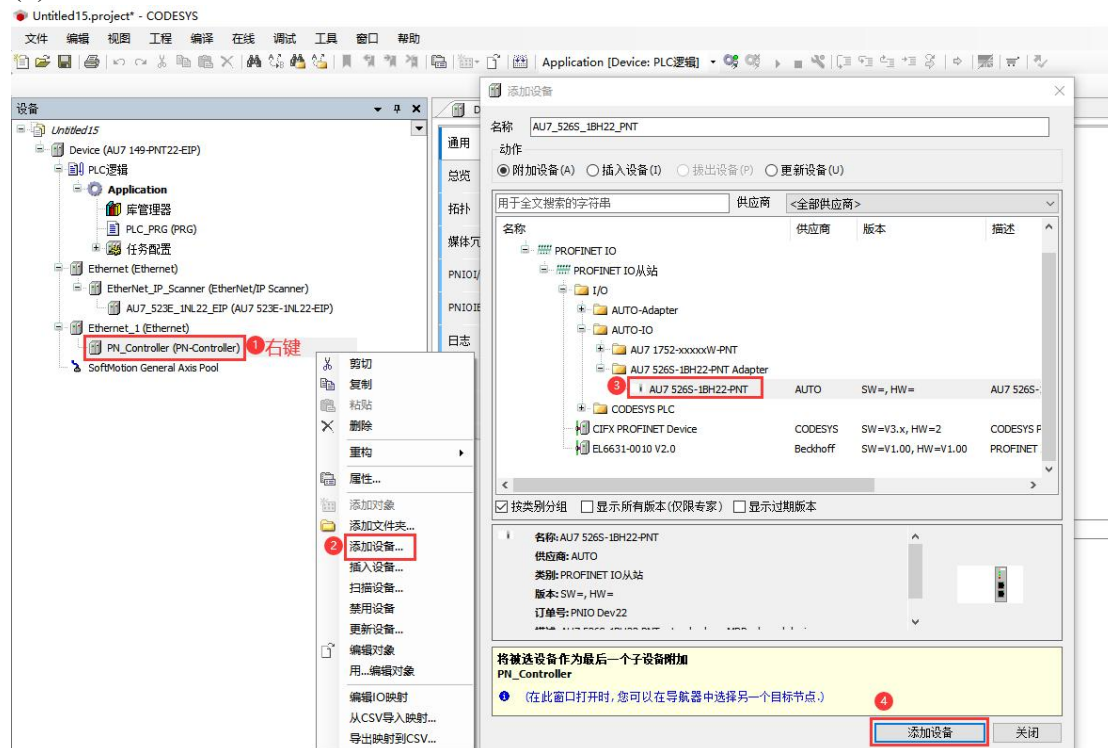 Untitled15.project* - CODESYS
文件 编辑 视图 工程 编译 在线 调试 工具 窗口 帮助
Application [Device: PLC逻辑]
设备
Untitled15
Device (AU7 149-PNT22-EIP)
PLC逻辑
Application
库管理器
PLC_PRG (PRG)
任务配置
Ethernet (Ethernet)
EtherNet_IP_Scanner (EtherNet/IP Scanner)
AU7_523E_1NL22_EIP (AU7 523E-1NL22-EIP)
Ethernet_1 (Ethernet)
PN_Controller (PN-Controller)
1右键
SoftMotion General Axis Pool
通用
总览
拓扑
媒体冗
日志
剪切
复制
粘贴
删除
重构
属性...
添加对象
添加文件夹...
2 添加设备...
插入设备...
扫描设备...
禁用设备
更新设备...
编辑对象
用...编辑对象
编辑IO映射
从CSV导入映射...
导出映射到CSV...
添加设备
名称 AU7_526S_1BH22_PNT
动作
附加设备(A) 插入设备(I) 拔出设备(P) 更新设备(U)
用于全文搜索的字符串 供应商 <全部供应商>
名称 供应商 版本 描述
PROFINET IO
PROFINET IO从站
I/O
AUTO-Adapter
AUTO-IO
AU7 1752-xxxxxW-PNT
AU7 526S-1BH22-PNT Adapter
3 AU7 526S-1BH22-PNT AUTO SW=, HW= AU7 526S-
CODESYS PLC
CIFX PROFINET Device CODESYS SW=V3.x, HW=2 CODESYS P
EL6631-0010 V2.0 Beckhoff SW=V1.00, HW=V1.00 PROFINET
按类别分组 显示所有版本(仅限专家) 显示过期版本
名称: AU7 526S-1BH22-PNT
供应商: AUTO
类别: PROFINET IO从站
版本: SW=, HW=
订单号: PNIO Dev22
将被选设备作为最后一个子设备附加
PN_Controller
(在此窗口打开时, 您可以在导航器中选择另一个目标节点.)
4
添加设备 关闭